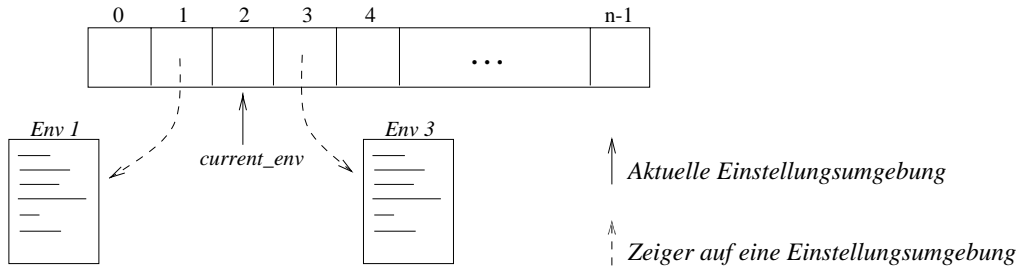 0 1 2 3 4 n-1
...
Env 1 Env 3
current_env
Aktuelle Einstellungsumgebung
Zeiger auf eine Einstellungsumgebung